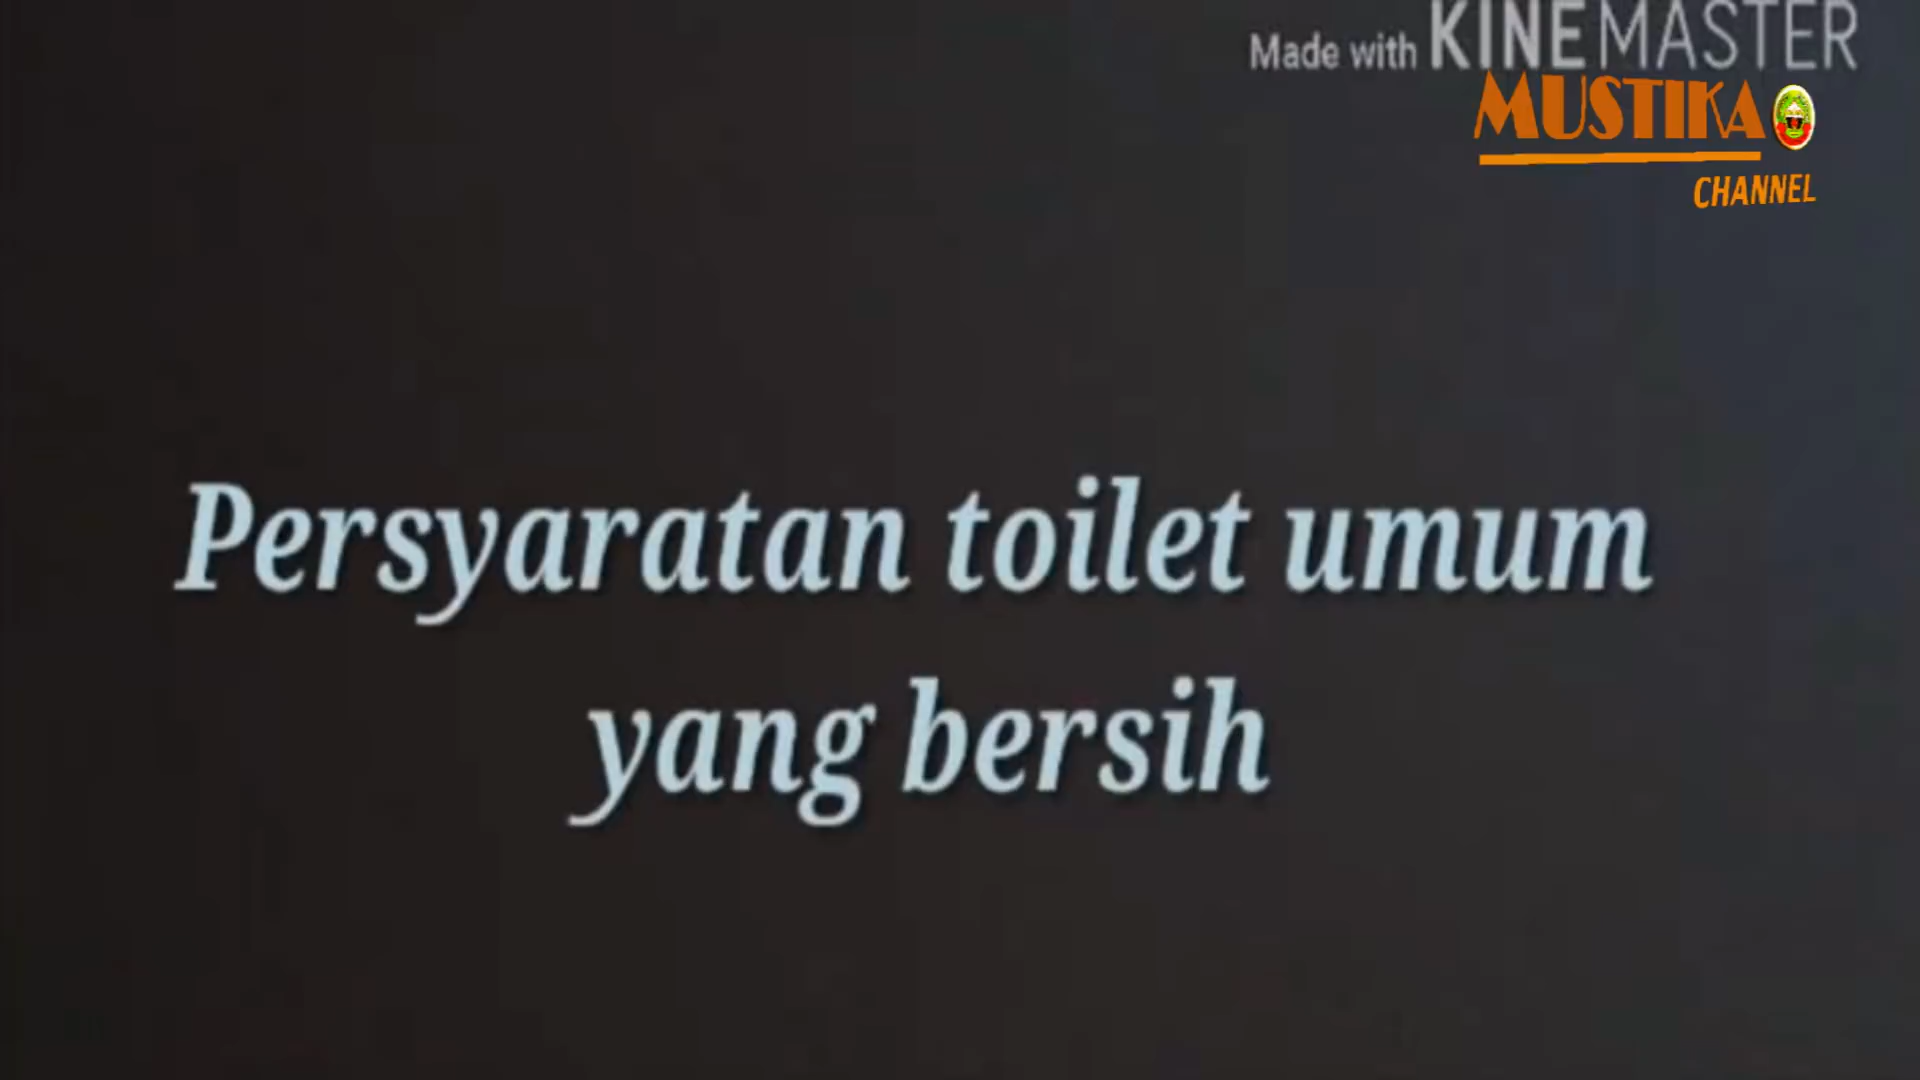 Made with KINEMASTER
MUSTIKA
CHANNEL
Persyaratan toilet umum
yang bersih